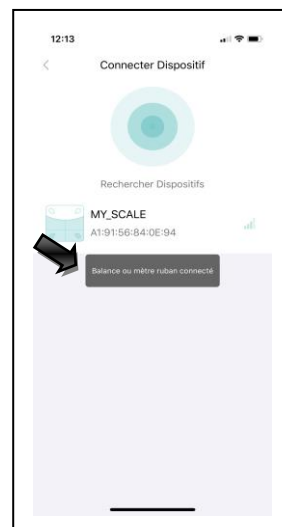 12:13
Connecter Dispositif
Rechercher Dispositifs
MY_SCALE
A1:91:56:84:0E:94
Balance ou mètre ruban connecté